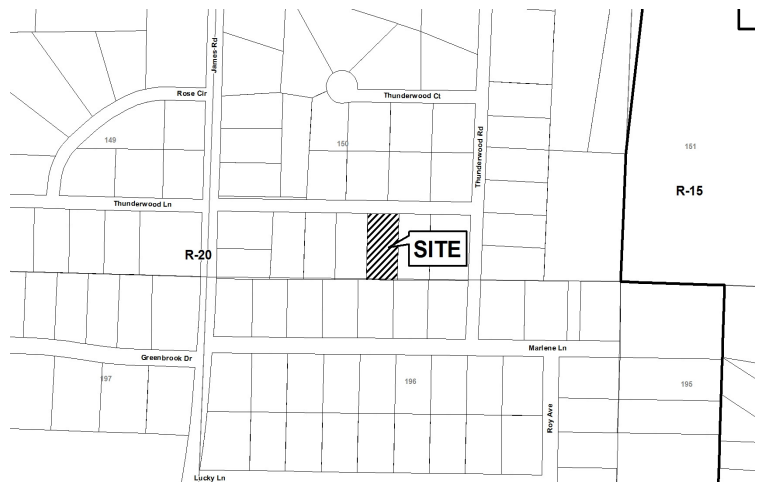 James Rd
Rose Cir
Thunderwood Ct
149
150
Thunderwood Rd
151
R-15
Thunderwood Ln
R-20
SITE
Marlene Ln
Greenbrook Dr
197
196
195
Roy Ave
Lucky Ln